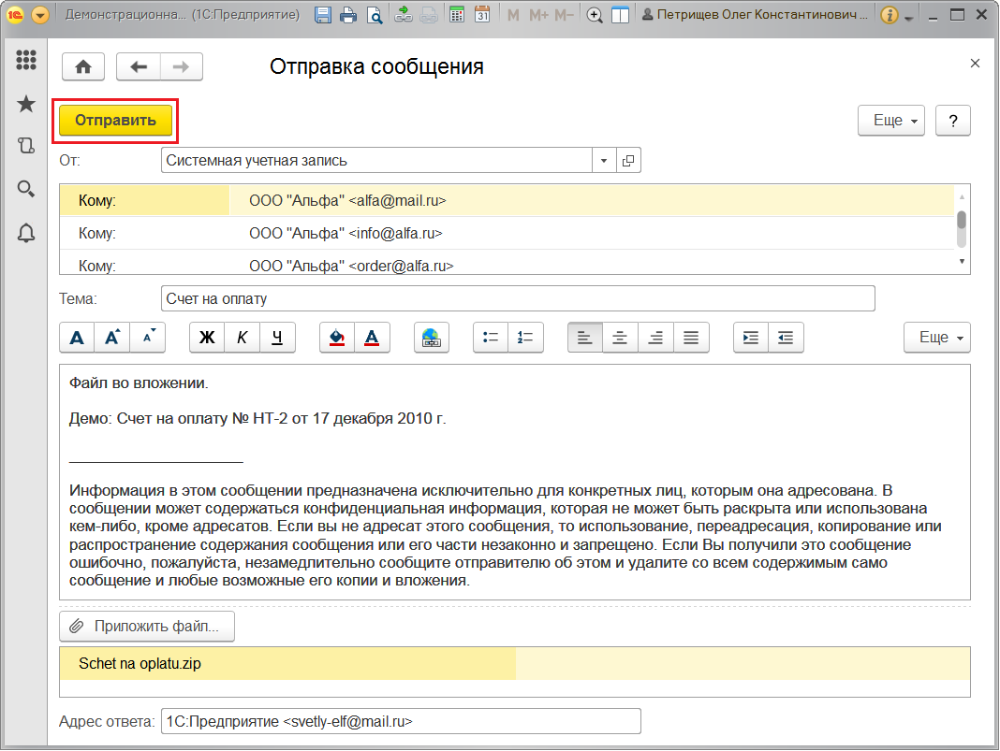 Демонстрационна... (1С:Предприятие)
31
M M+ M-
Петрищев Олег Константинович ...
Отправка сообщения
Отправить
Еще
?
От:
Системная учетная запись
Кому:
ООО "Альфа" <alfa@mail.ru>
Кому:
ООО "Альфа" <info@alfa.ru>
Кому:
ООО "Альфа" <order@alfa.ru>
Тема:
Счет на оплату
А А А Ж К Ч А
Еще
Файл во вложении.
Демо: Счет на оплату № НТ-2 от 17 декабря 2010 г.
____________________
Информация в этом сообщении предназначена исключительно для конкретных лиц, которым она адресована. В
сообщении может содержаться конфиденциальная информация, которая не может быть раскрыта или использована
кем-либо, кроме адресатов. Если вы не адресат этого сообщения, то использование, переадресация, копирование или
распространение содержания сообщения или его части незаконно и запрещено. Если Вы получили это сообщение
ошибочно, пожалуйста, незамедлительно сообщите отправителю об этом и удалите со всем содержимым само
сообщение и любые возможные его копии и вложения.
Приложить файл...
Schet na oplatu.zip
Адрес ответа:
1С:Предприятие <svetly-elf@mail.ru>